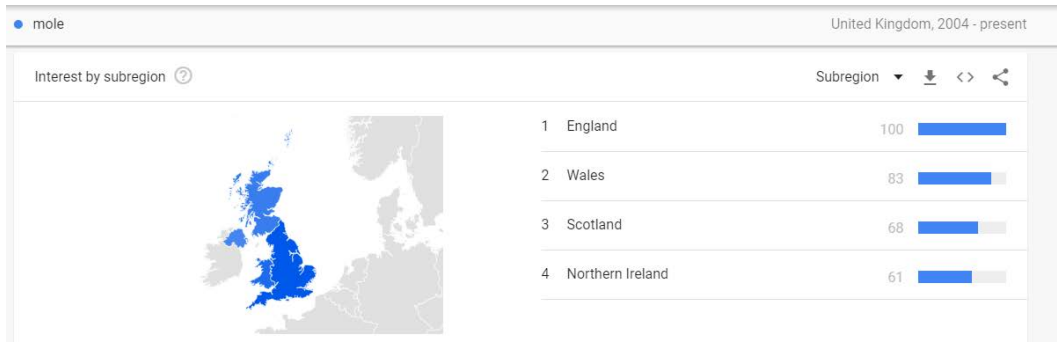 mole United Kingdom, 2004 - present
Interest by subregion ? Subregion
1 England 100
2 Wales 83
3 Scotland 68
4 Northern Ireland 61